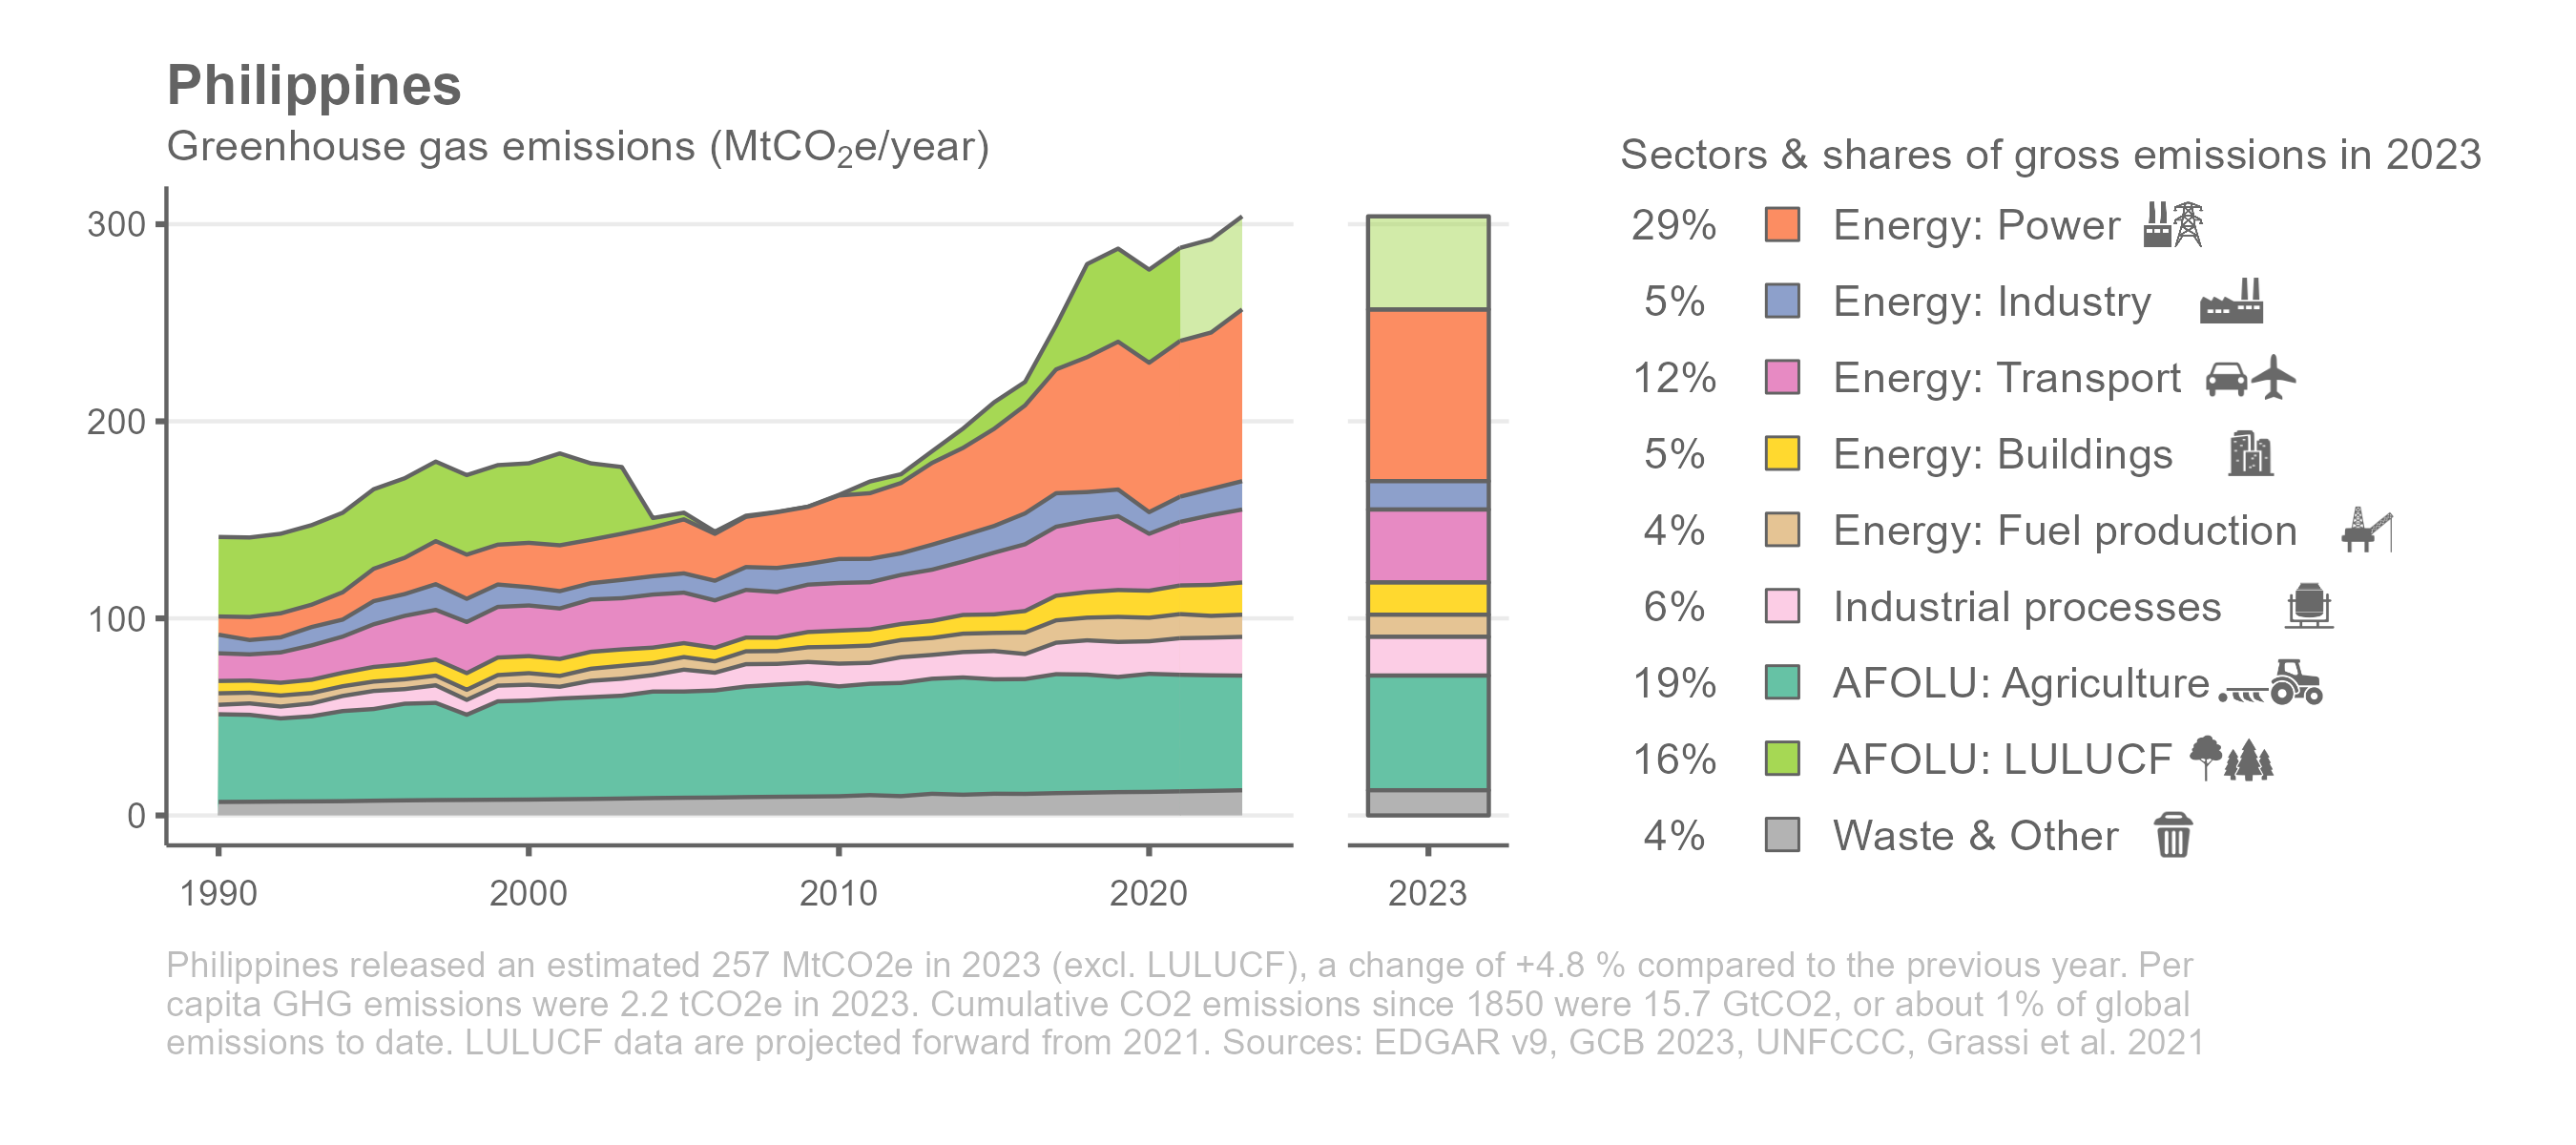 Philippines
Greenhouse gas emissions (MtCO₂e/year)
300
200
100
0
1990
2000
2010
2020
2023
Sectors & shares of gross emissions in 2023
29% Energy: Power
5% Energy: Industry
12% Energy: Transport
5% Energy: Buildings
4% Energy: Fuel production
6% Industrial processes
19% AFOLU: Agriculture
16% AFOLU: LULUCF
4% Waste & Other
Philippines released an estimated 257 MtCO2e in 2023 (excl. LULUCF), a change of +4.8 % compared to the previous year. Per
capita GHG emissions were 2.2 tCO2e in 2023. Cumulative CO2 emissions since 1850 were 15.7 GtCO2, or about 1% of global
emissions to date. LULUCF data are projected forward from 2021. Sources: EDGAR v9, GCB 2023, UNFCCC, Grassi et al. 2021